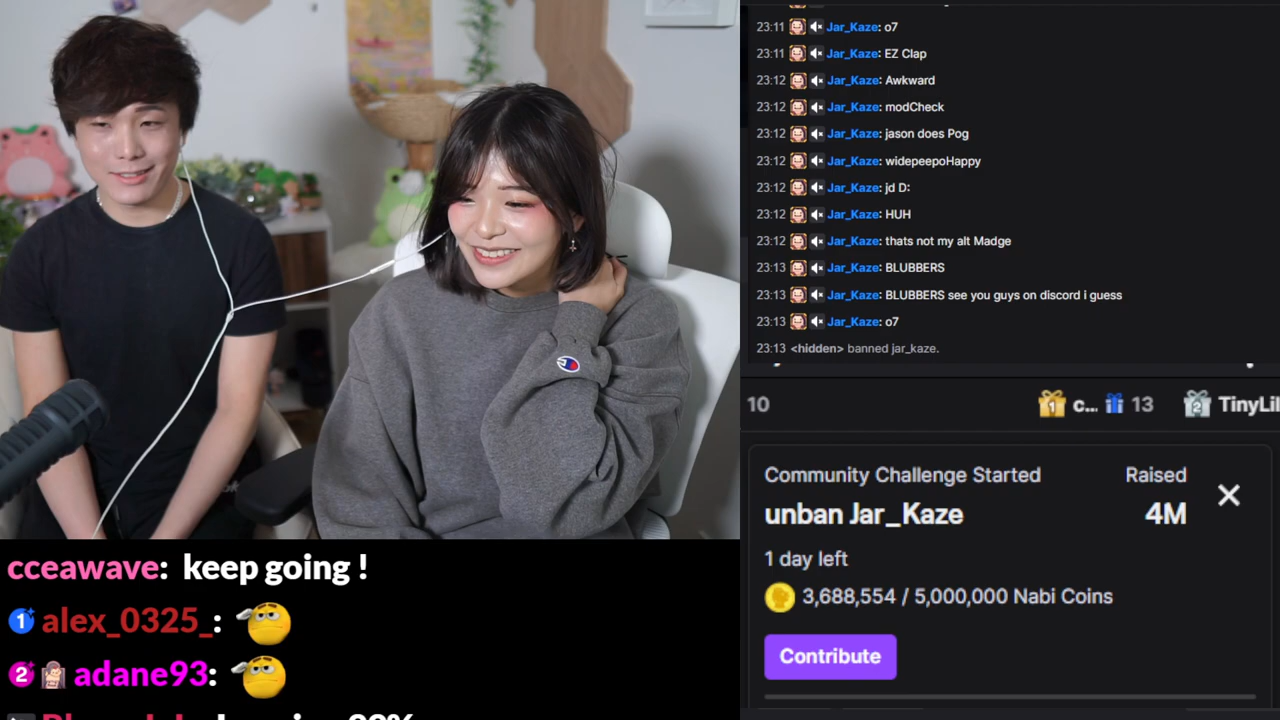 23:11 Jar_Kaze: o7
23:11 Jar_Kaze: EZ Clap
23:12 Jar_Kaze: Awkward
23:12 Jar_Kaze: modCheck
23:12 Jar_Kaze: jason does Pog
23:12 Jar_Kaze: widepeepoHappy
23:12 Jar_Kaze: jd D:
23:12 Jar_Kaze: HUH
23:12 Jar_Kaze: thats not my alt Madge
23:13 Jar_Kaze: BLUBBERS
23:13 Jar_Kaze: BLUBBERS see you guys on discord i guess
23:13 Jar_Kaze: o7
23:13 <hidden> banned jar_kaze.
10 1 c... 13 2 TinyLil
Community Challenge Started Raised
unban Jar_Kaze 4M
1 day left
3,688,554 / 5,000,000 Nabi Coins
Contribute
cceawave: keep going !
1 alex_0325_:
2 adane93: